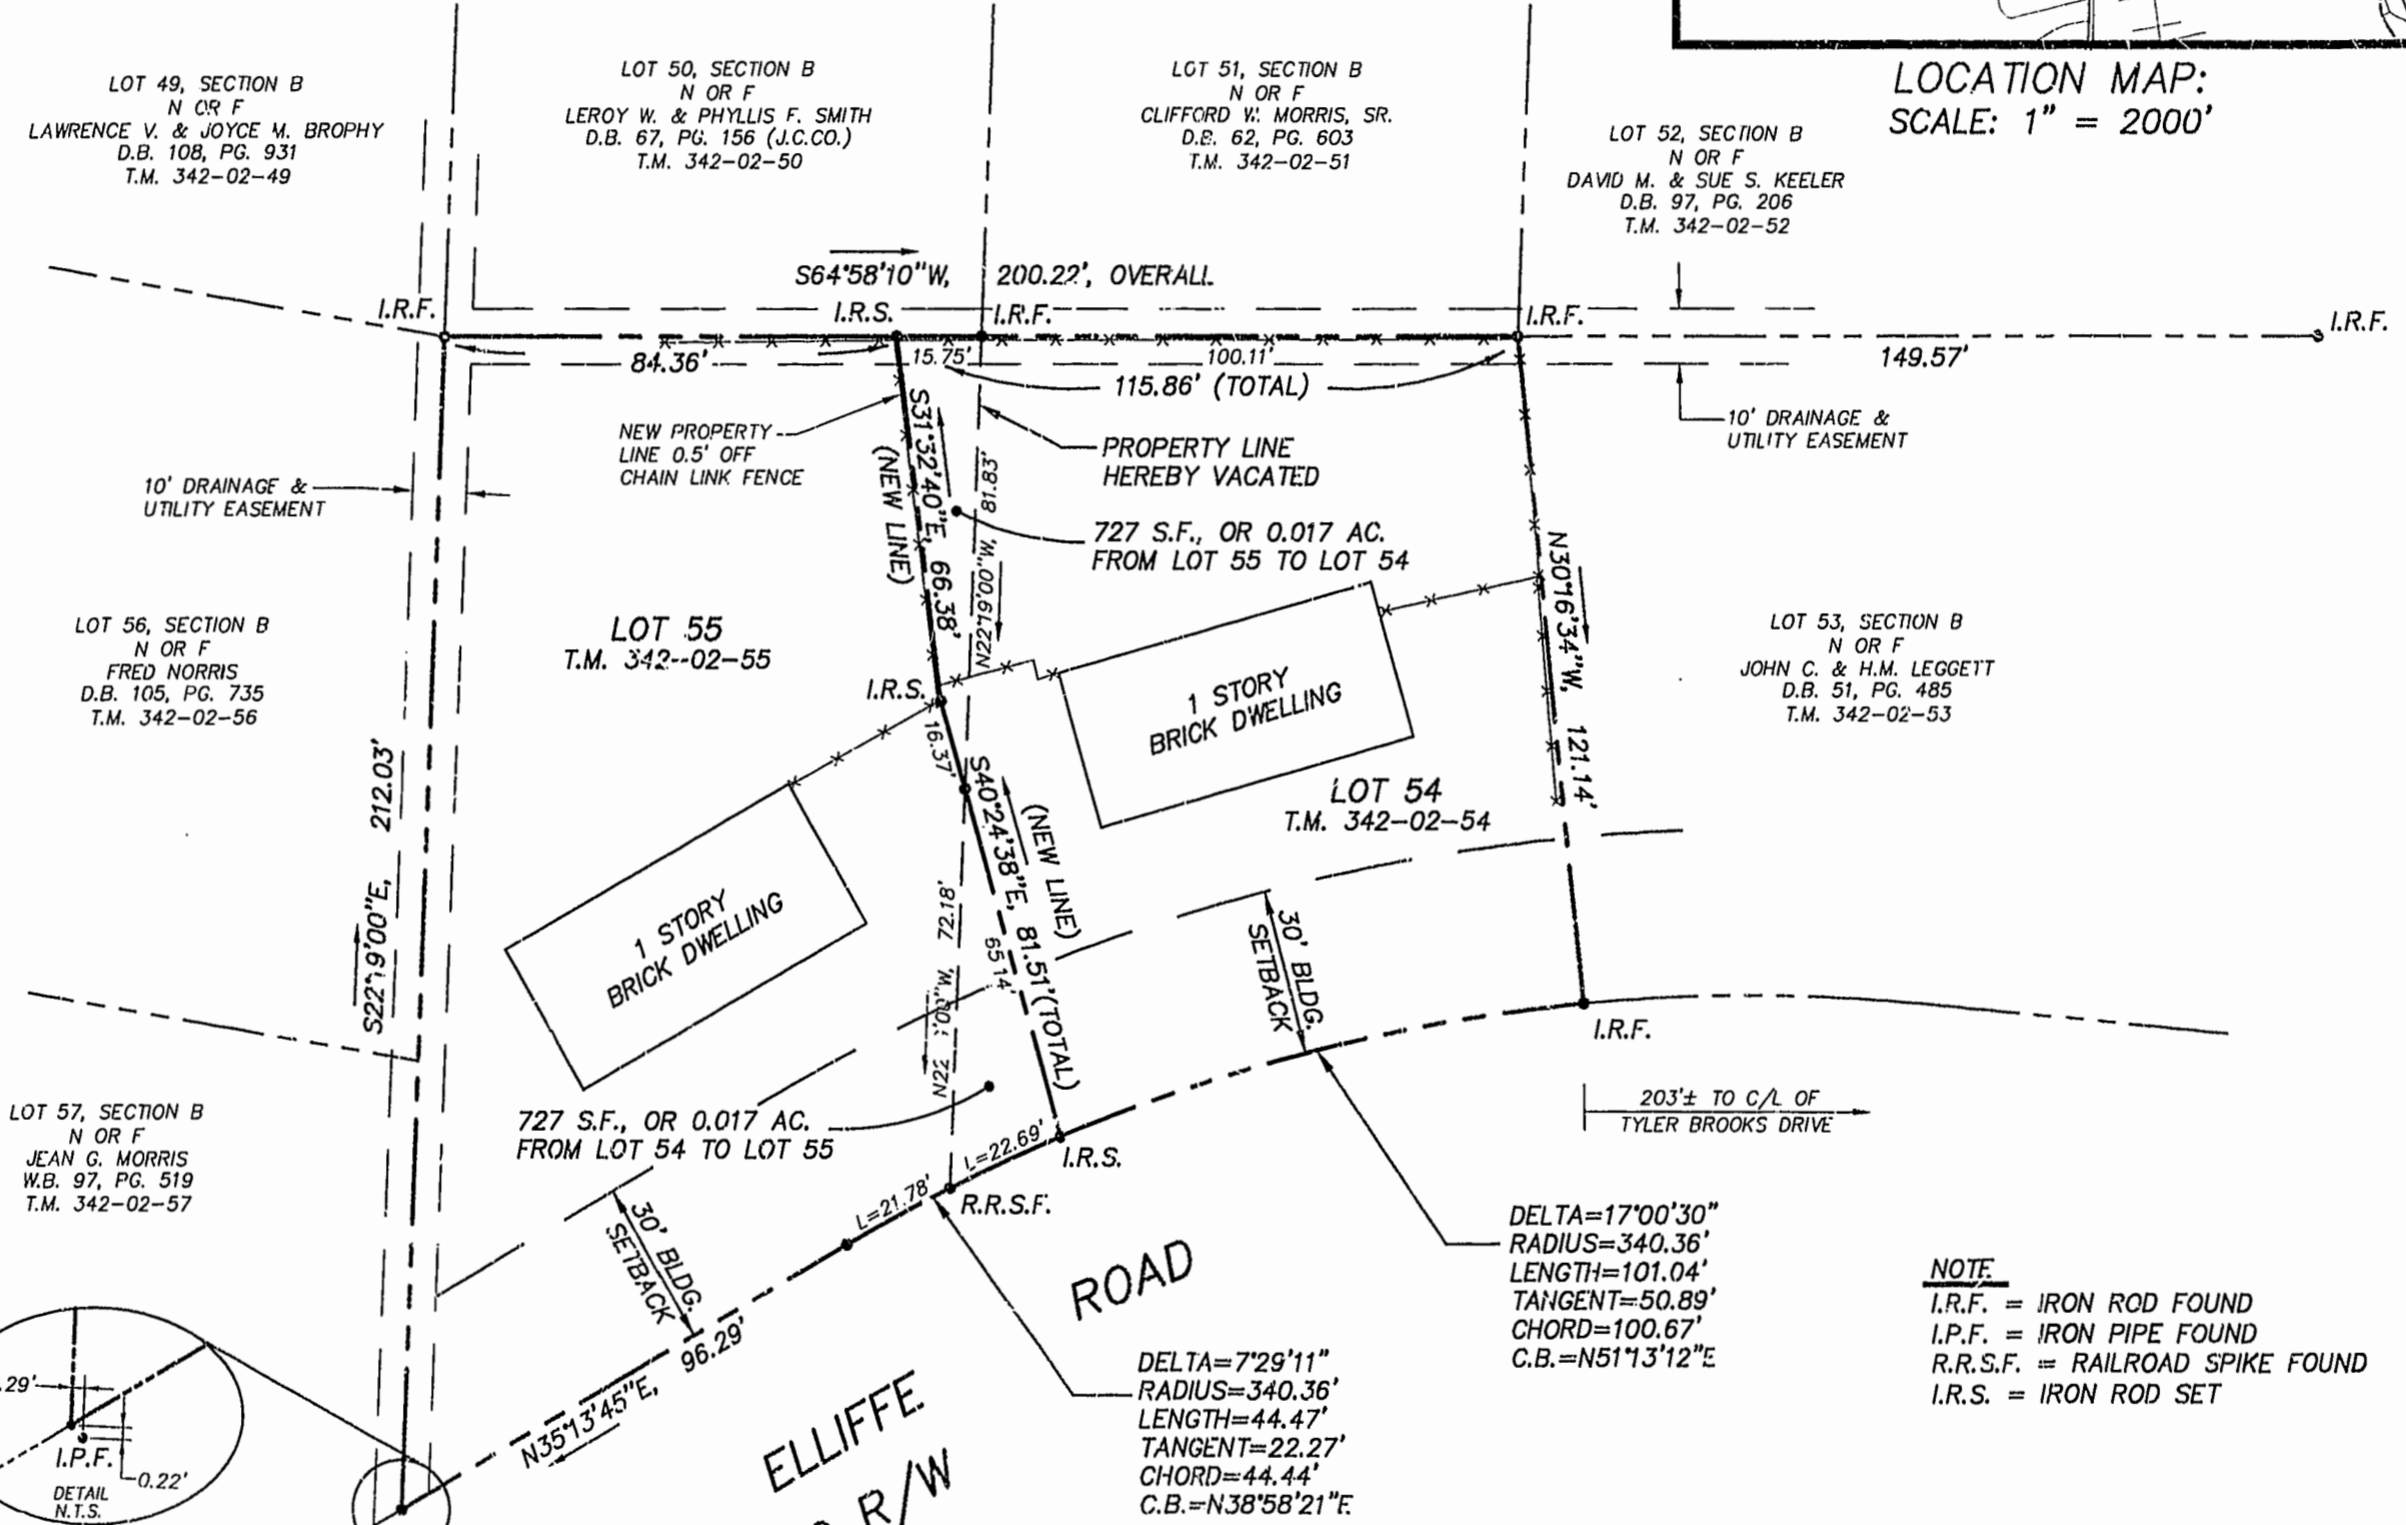 LOCATION MAP:
SCALE: 1" = 2000'
LOT 49, SECTION B
N OR F
LAWRENCE V. & JOYCE M. BROPHY
D.B. 108, PG. 931
T.M. 342-02-49
LOT 50, SECTION B
N OR F
LEROY W. & PHYLLIS F. SMITH
D.B. 67, PG. 156 (J.C.CO.)
T.M. 342-02-50
LOT 51, SECTION B
N OR F
CLIFFORD W. MORRIS, SR.
D.B. 62, PG. 603
T.M. 342-02-51
LOT 52, SECTION B
N OR F
DAVID M. & SUE S. KEELER
D.B. 97, PG. 206
T.M. 342-02-52
S64°58'10"W, 200.22', OVERALL
I.R.F.
I.R.S.
I.R.F.
I.R.F.
I.R.F.
84.36'
15.75'
100.11'
115.86' (TOTAL)
149.57'
NEW PROPERTY
LINE 0.5' OFF
CHAIN LINK FENCE
S31°32'40"E, 66.38'
(NEW LINE)
N22°19'00"W, 81.83'
PROPERTY LINE
HEREBY VACATED
10' DRAINAGE &
UTILITY EASEMENT
10' DRAINAGE &
UTILITY EASEMENT
727 S.F., OR 0.017 AC.
FROM LOT 55 TO LOT 54
N30°16'34"W, 121.14'
LOT 56, SECTION B
N OR F
FRED NORRIS
D.B. 105, PG. 735
T.M. 342-02-56
LOT 55
T.M. 342-02-55
I.R.S.
16.37'
1 STORY
BRICK DWELLING
LOT 53, SECTION B
N OR F
JOHN C. & H.M. LEGGETT
D.B. 51, PG. 485
T.M. 342-02-53
LOT 54
T.M. 342-02-54
S22°19'00"E, 212.03'
1 STORY
BRICK DWELLING
S40°24'38"E, 81.51' (TOTAL)
(NEW LINE)
65.14'
72.18'
30' BLDG.
SETBACK
I.R.F.
203'± TO C/L OF
TYLER BROOKS DRIVE
LOT 57, SECTION B
N OR F
JEAN G. MORRIS
W.B. 97, PG. 519
T.M. 342-02-57
727 S.F., OR 0.017 AC.
FROM LOT 54 TO LOT 55
L=22.69'
I.R.S.
L=21.78'
R.R.S.F.
30' BLDG.
SETBACK
N35°13'45"E, 96.29'
ROAD
ELLIFFE
R/W
DELTA=17°00'30"
RADIUS=340.36'
LENGTH=101.04'
TANGENT=50.89'
CHORD=100.67'
C.B.=N51°13'12"E
DELTA=7°29'11"
RADIUS=340.36'
LENGTH=44.47'
TANGENT=22.27'
CHORD=44.44'
C.B.=N38°58'21"E
NOTE
I.R.F. = IRON ROD FOUND
I.P.F. = IRON PIPE FOUND
R.R.S.F. = RAILROAD SPIKE FOUND
I.R.S. = IRON ROD SET
.29'
I.P.F.
0.22'
DETAIL
N.T.S.